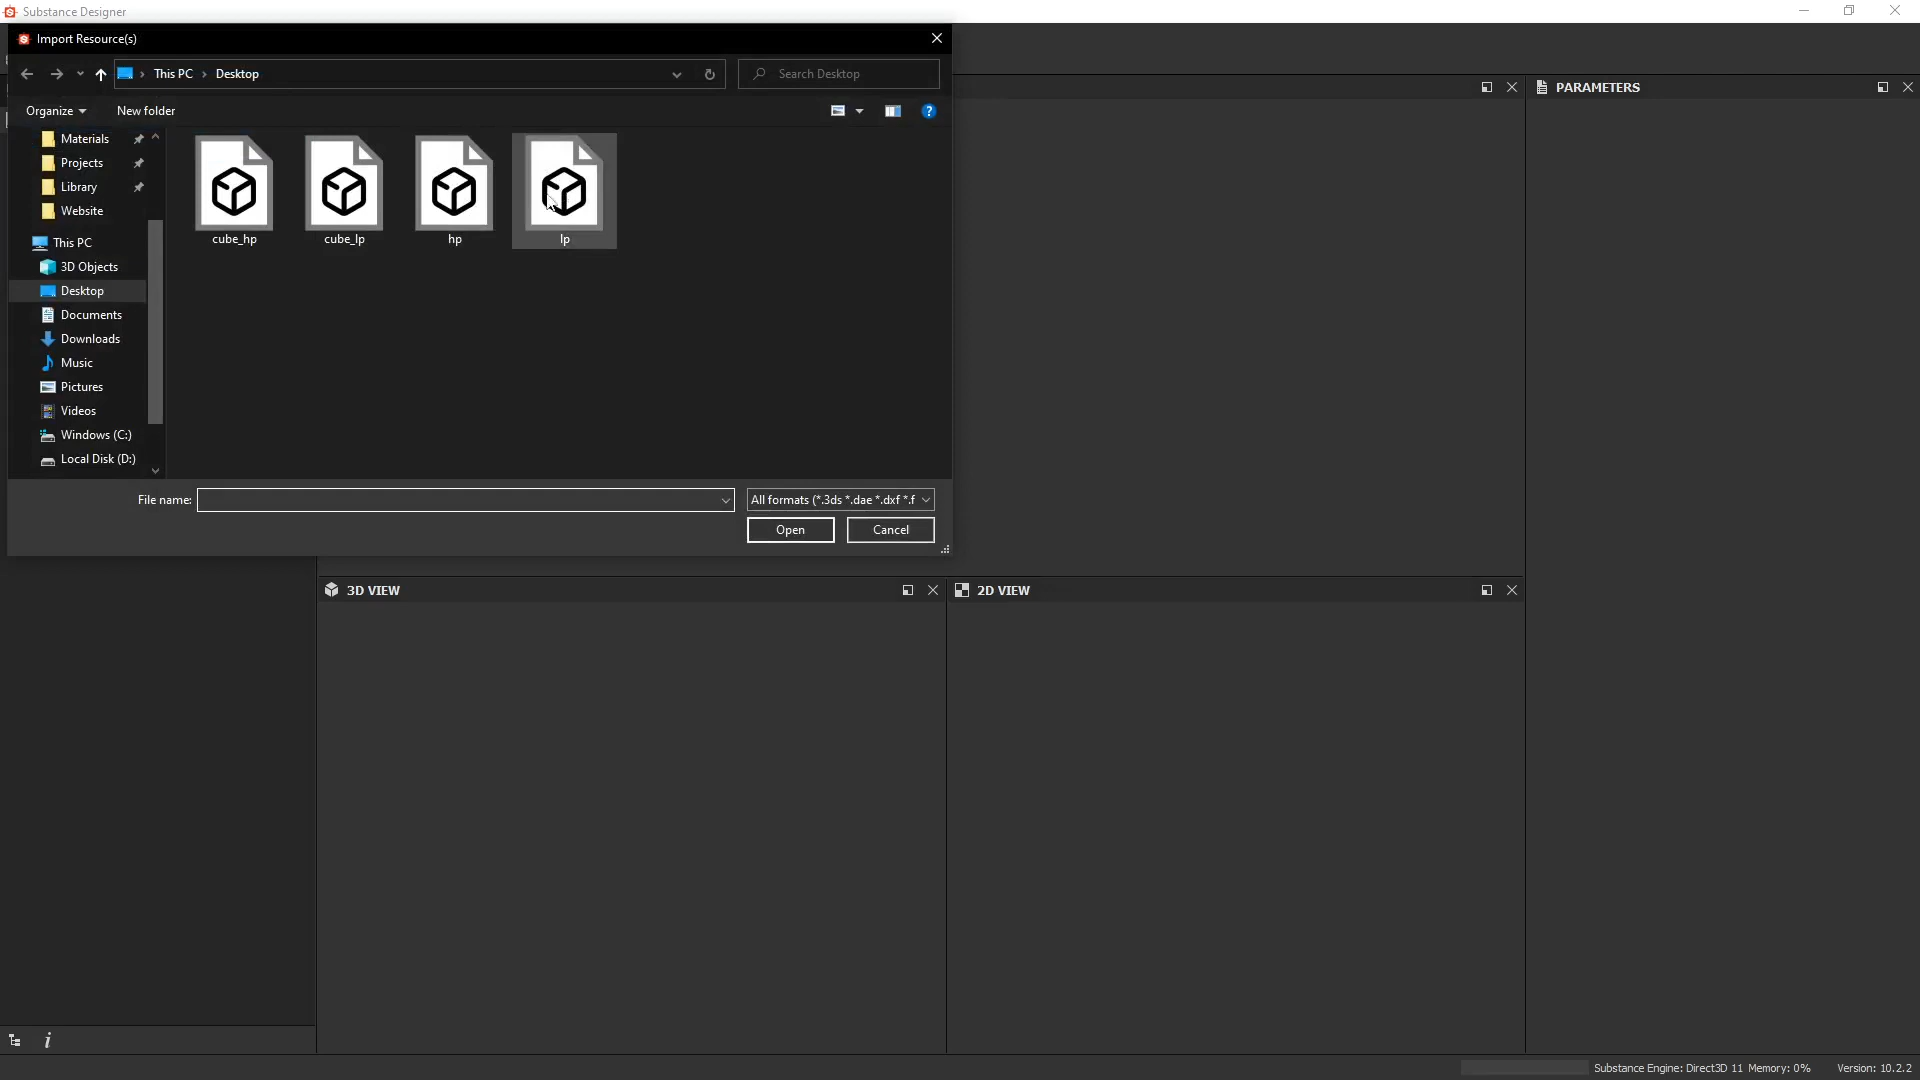 Substance Designer
Import Resource(s)
This PC
Desktop
Search Desktop
Organize
New folder
Materials
Projects
Library
Website
This PC
3D Objects
Desktop
Documents
Downloads
Music
Pictures
Videos
Windows (C:)
Local Disk (D:)
cube_hp
cube_lp
hp
lp
File name:
All formats (*.3ds *.dae *.dxf *.f
Open
Cancel
PARAMETERS
3D VIEW
2D VIEW
Substance Engine: Direct3D 11 Memory: 0%
Version: 10.2.2